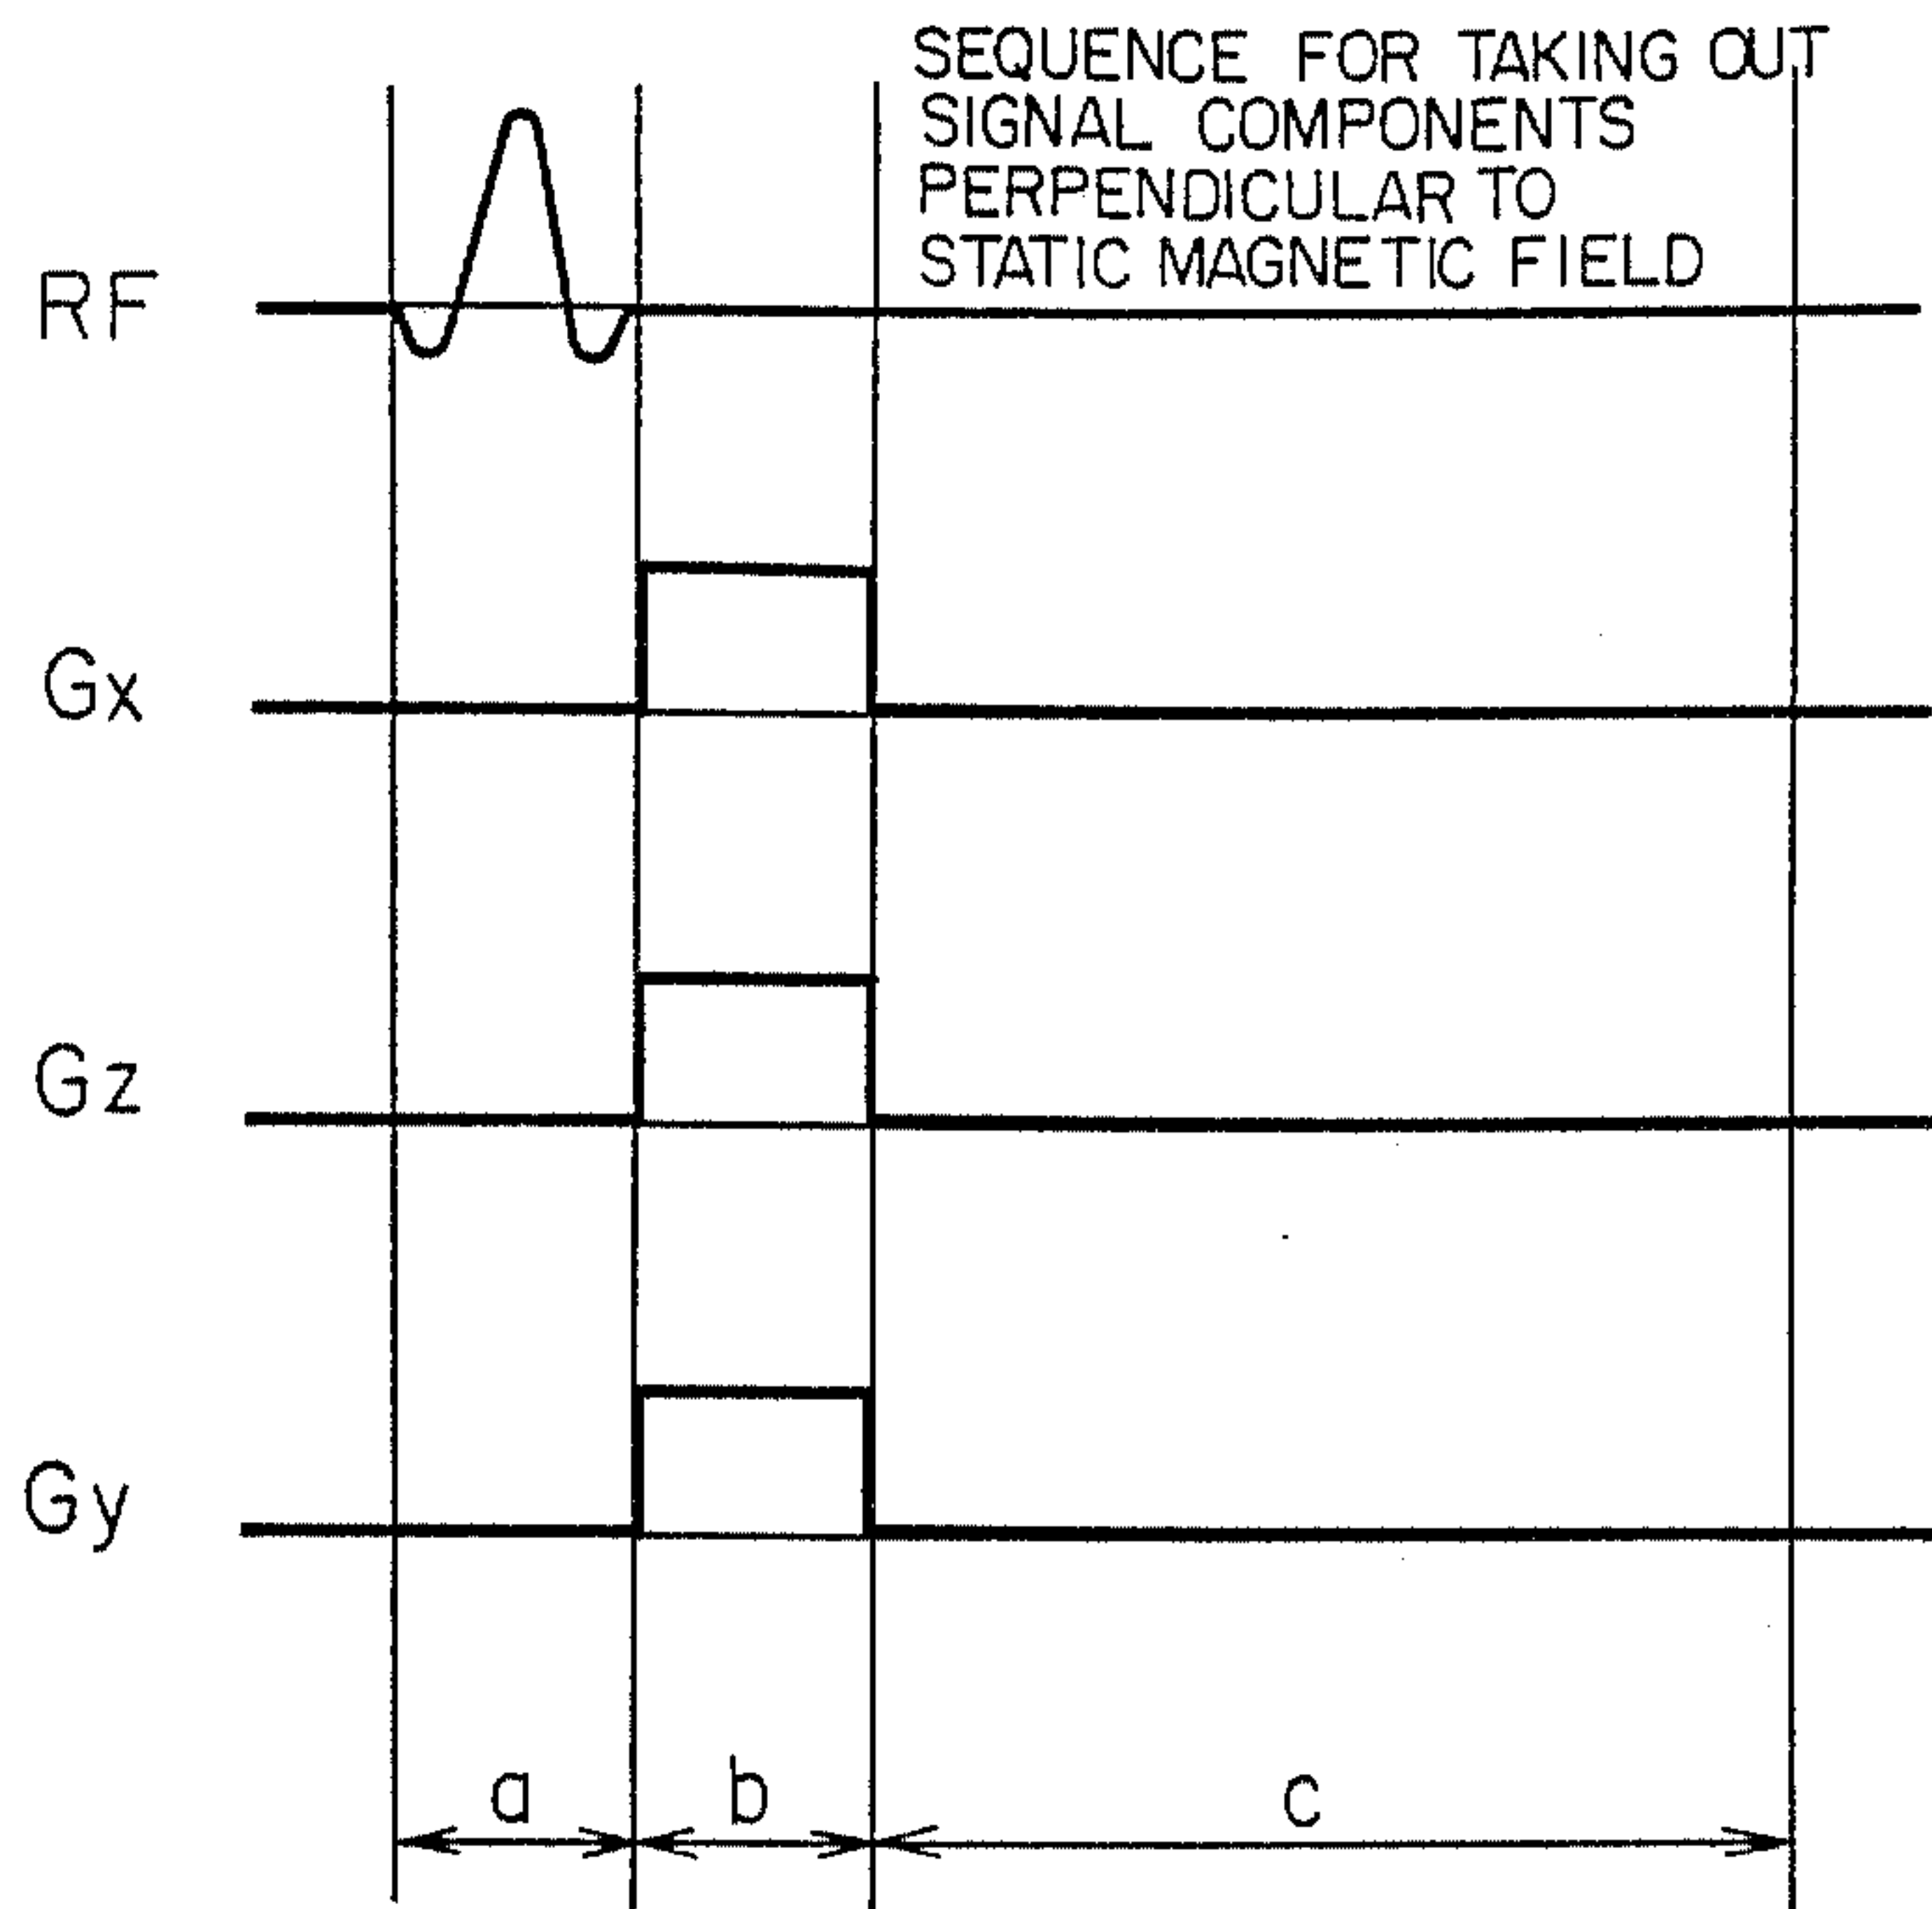 SEQUENCE FOR TAKING OUT
SIGNAL COMPONENTS
PERPENDICULAR TO
STATIC MAGNETIC FIELD
RF
Gx
Gz
Gy
a b c